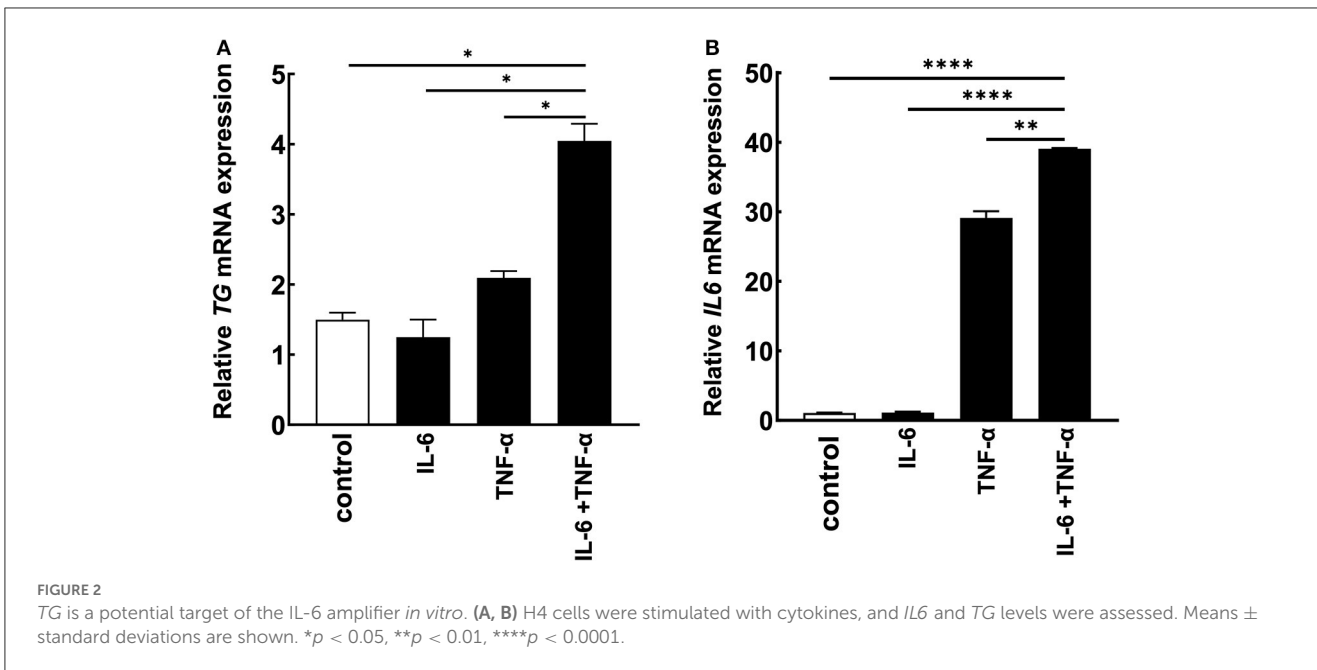 A
*
*
*
5
4
3
2
1
0
Relative TG mRNA expression
control
IL-6
TNF-α
IL-6 +TNF-α
B
****
****
**
50
40
30
20
10
0
Relative IL6 mRNA expression
control
IL-6
TNF-α
IL-6 +TNF-α
FIGURE 2
TG is a potential target of the IL-6 amplifier in vitro. (A, B) H4 cells were stimulated with cytokines, and IL6 and TG levels were assessed. Means ±
standard deviations are shown. *p < 0.05, **p < 0.01, ****p < 0.0001.